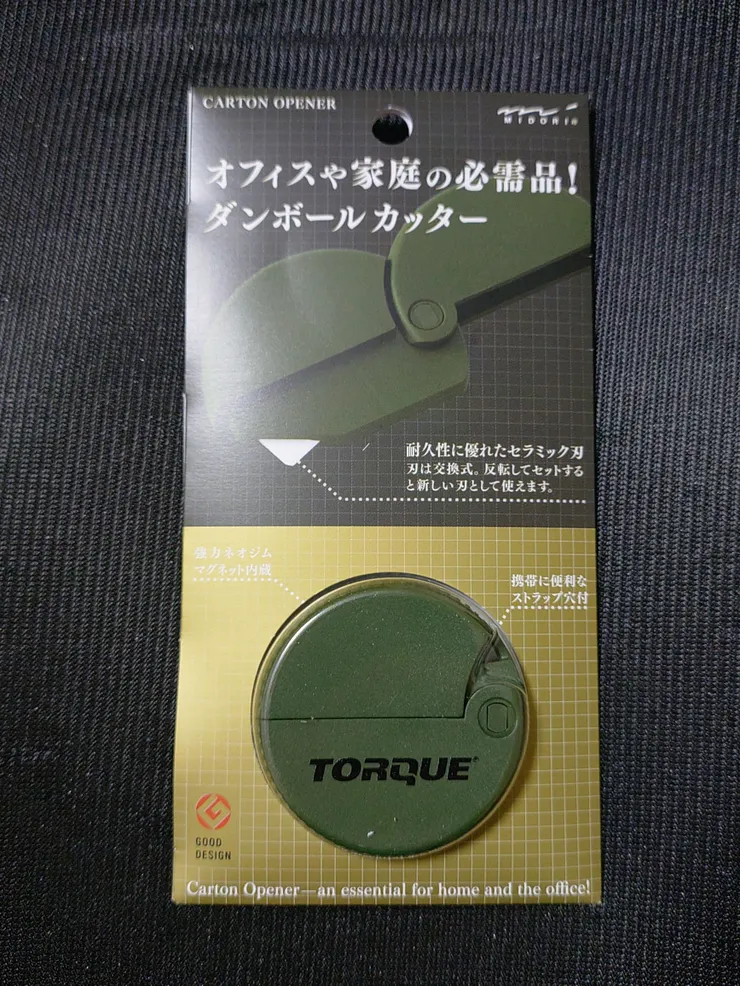 CARTON OPENER
MIDORI®
オフィスや家庭の必需品!
ダンボールカッター
耐久性に優れたセラミック刃
刃は交換式。反転してセットする
と新しい刃として使えます。
強力ネオジム
マグネット内蔵
携帯に便利な
ストラップ穴付
TORQUE®
GOOD
DESIGN
Carton Opener—an essential for home and the office!